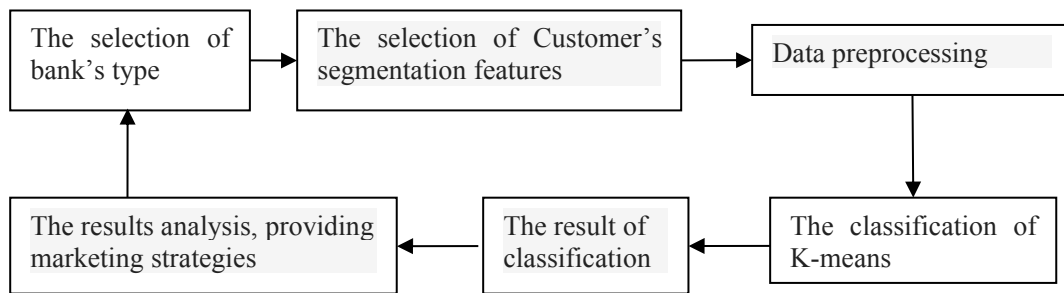 The selection of
bank's type
The selection of Customer's
segmentation features
Data preprocessing
The classification of
K-means
The result of
classification
The results analysis, providing
marketing strategies